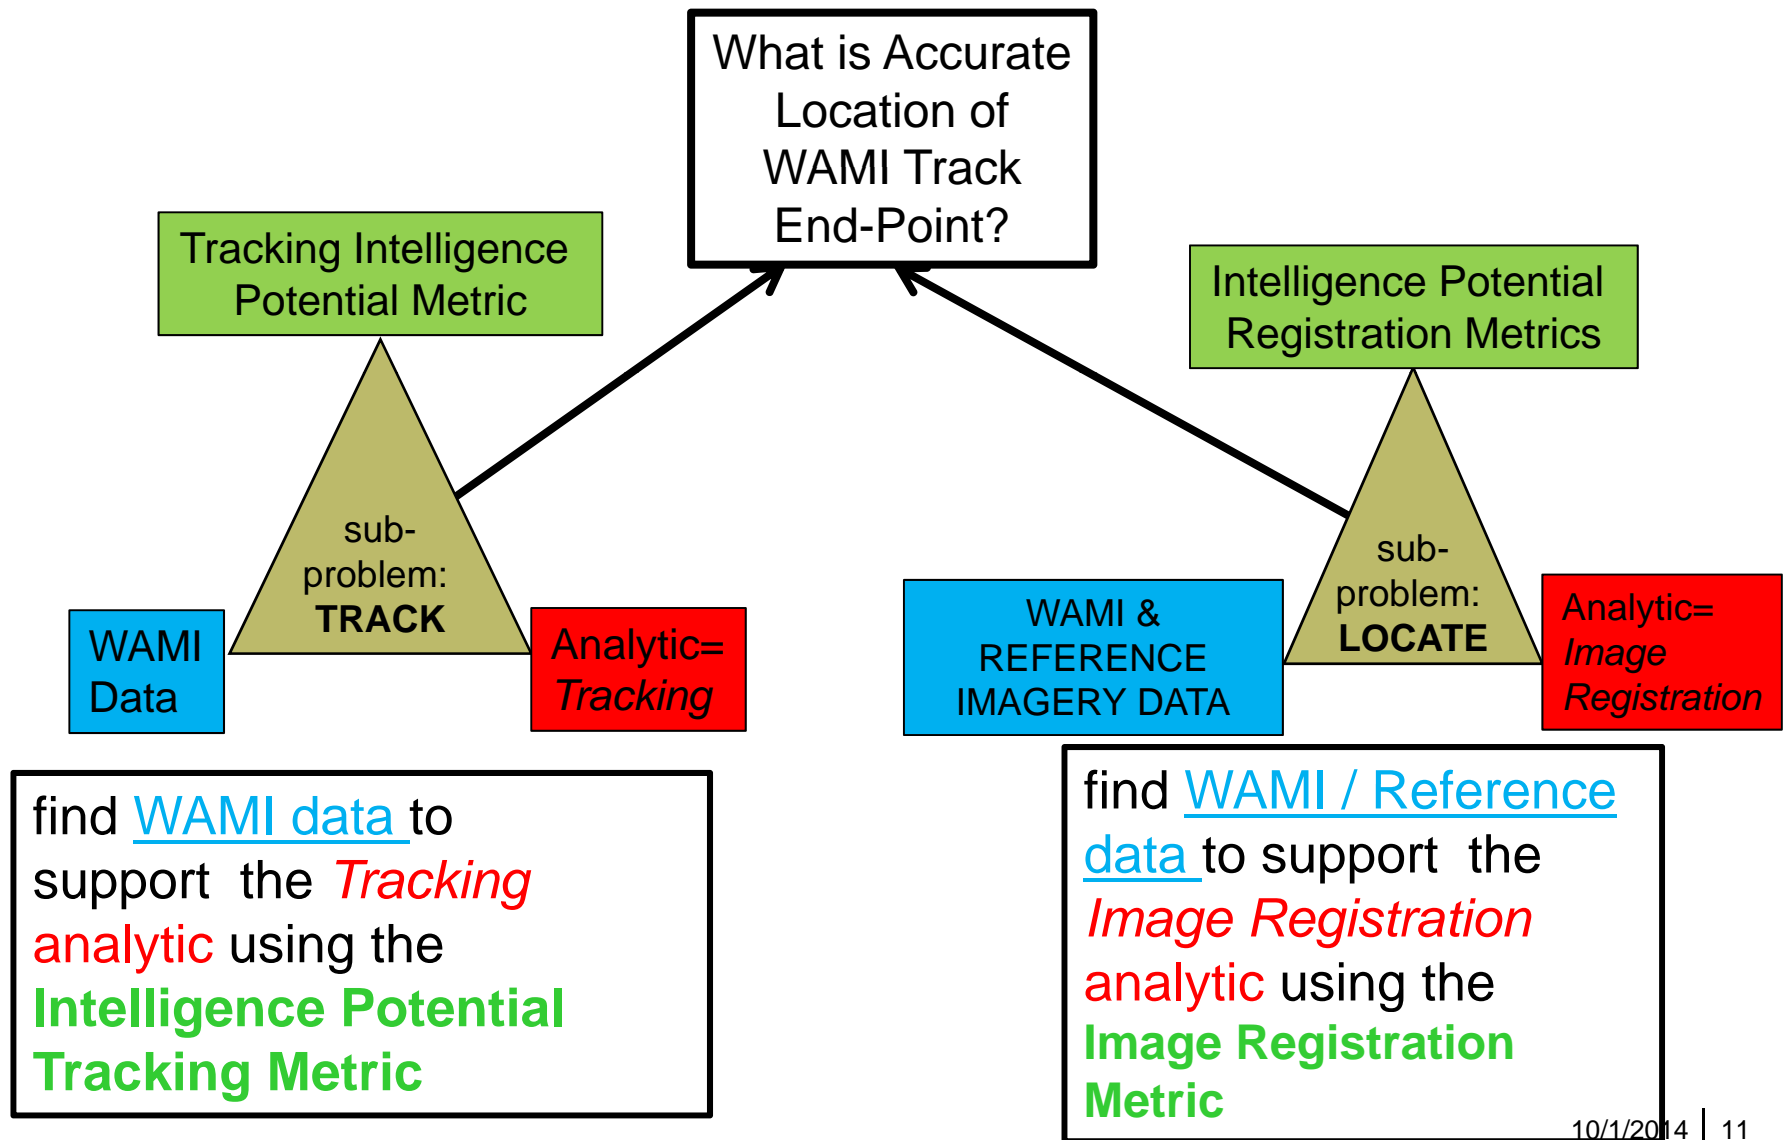 What is Accurate
Location of
WAMI Track
End-Point?
Tracking Intelligence
Potential Metric
Intelligence Potential
Registration Metrics
sub-
problem:
TRACK
WAMI
Data
Analytic=
Tracking
sub-
problem:
LOCATE
WAMI &
REFERENCE
IMAGERY DATA
Analytic=
Image
Registration
find WAMI data to
support the Tracking
analytic using the
Intelligence Potential
Tracking Metric
find WAMI / Reference
data to support the
Image Registration
analytic using the
Image Registration
Metric
10/1/2014 | 11